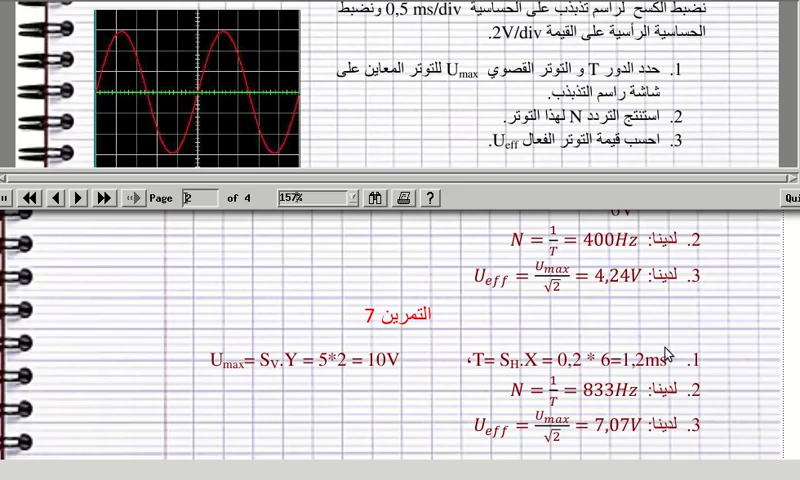 نضبط الكسح لراسم تذبذب على الحساسية 0,5 ms/div ونضبط
الحساسية الرأسية على القيمة 2V/div.
1. حدد الدور T و التوتر القصوي Umax للتوتر المعاين على
شاشة راسم التذبذب.
2. استنتج التردد N لهذا التوتر.
3. احسب قيمة التوتر الفعال Ueff.
Page 2 of 4 157% ? Qui
6V
2. لدينا: N = 1/T = 400Hz
3. لدينا: Ueff = Umax/√2 = 4,24V
التمرين 7
1. T= SH.X = 0,2 * 6=1,2ms، Umax= SV.Y = 5*2 = 10V
2. لدينا: N = 1/T = 833Hz
3. لدينا: Ueff = Umax/√2 = 7,07V